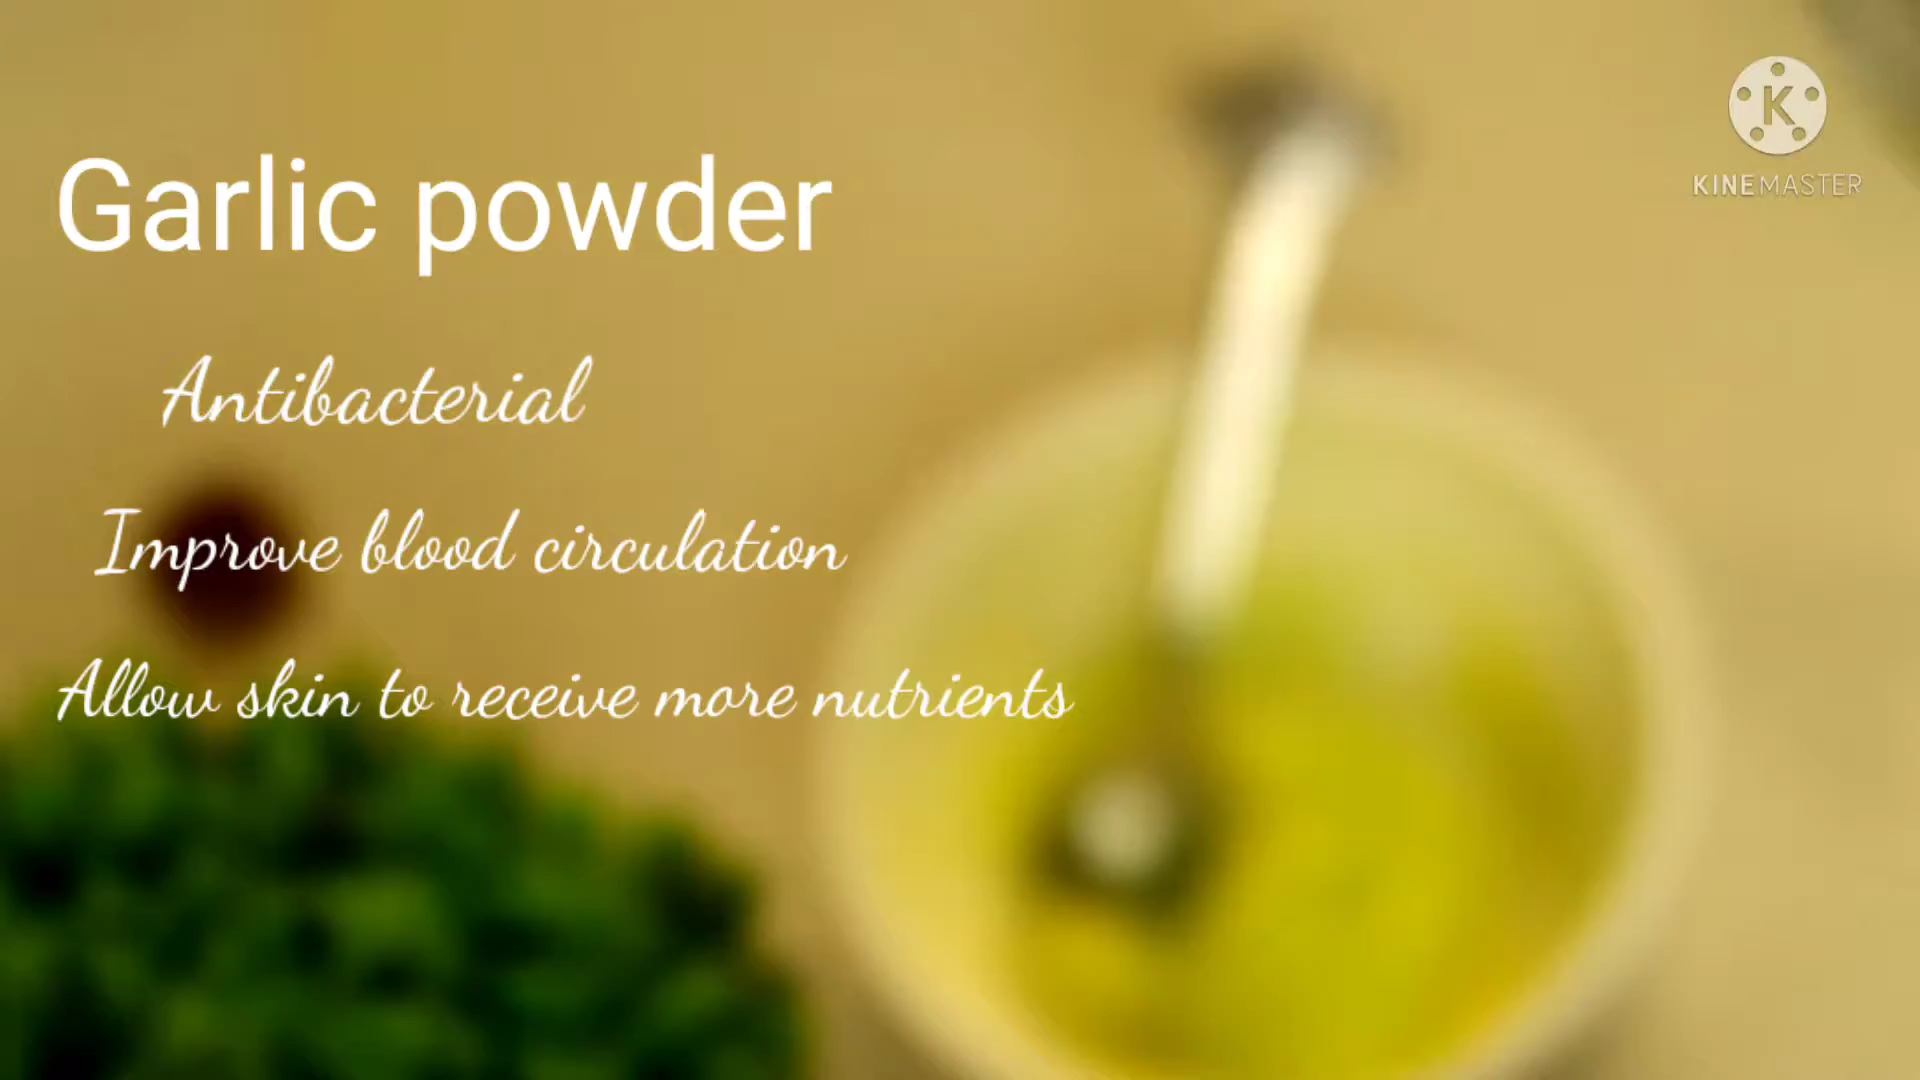 Garlic powder
Antibacterial
Improve blood circulation
Allow skin to receive more nutrients
K
KINEMASTER